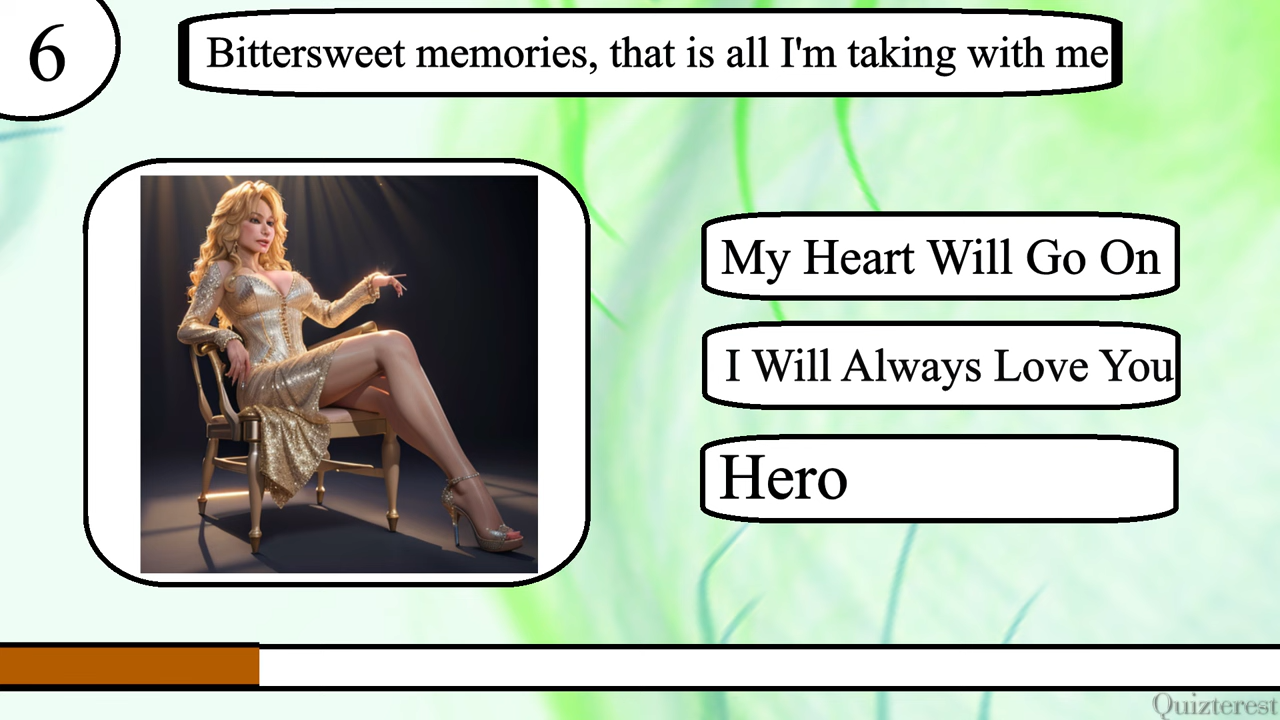 6
Bittersweet memories, that is all I'm taking with me
My Heart Will Go On
I Will Always Love You
Hero
Quizterest